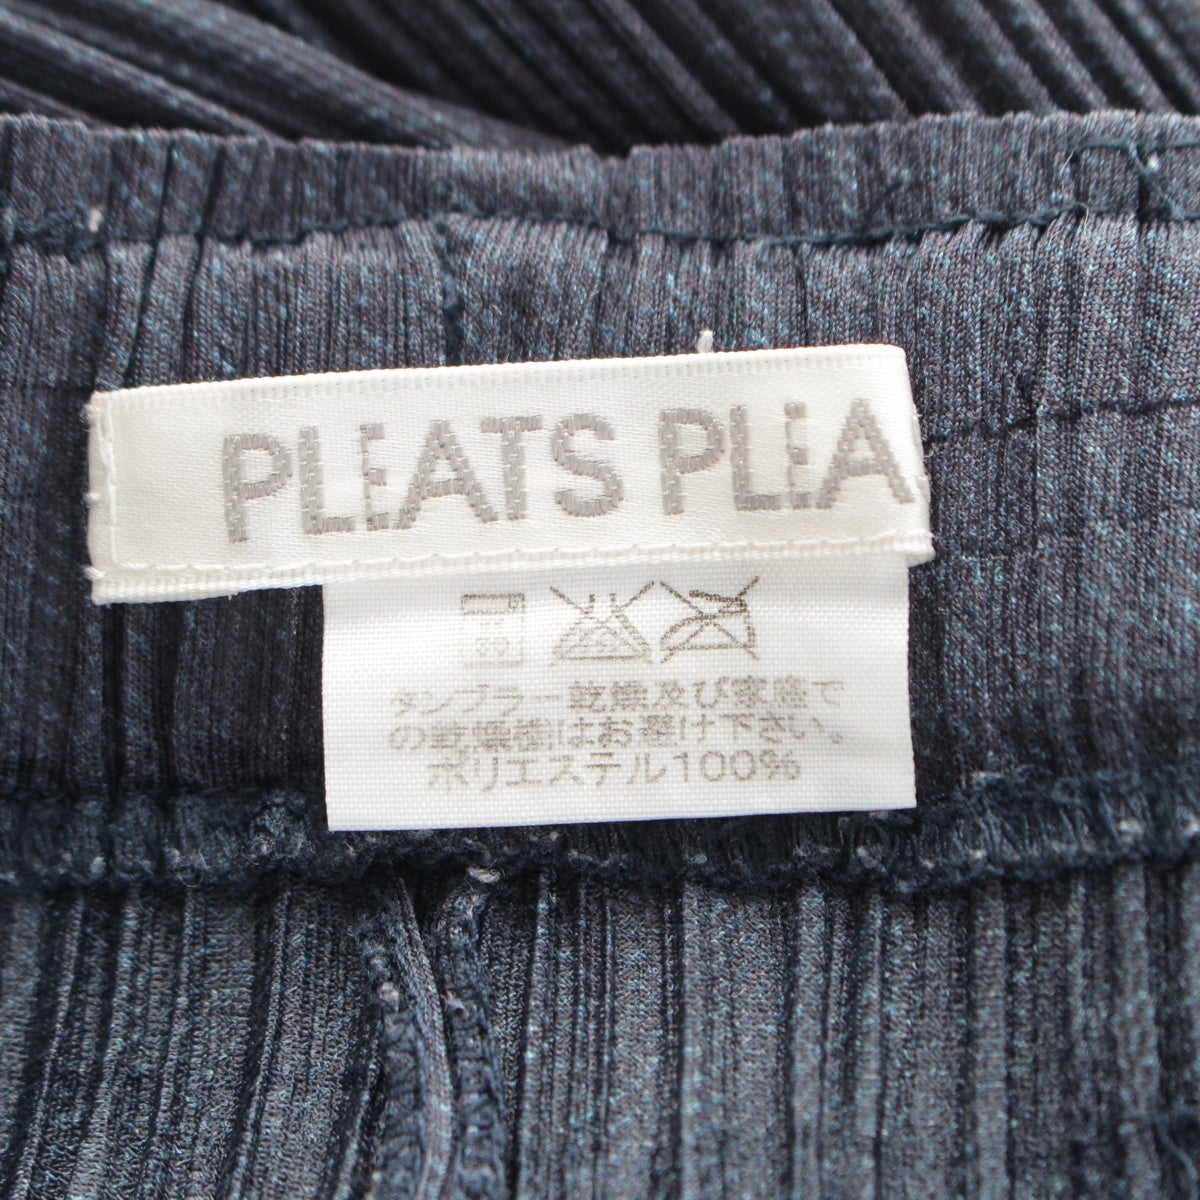 PLEATS PLEA
タンブラー乾燥及び家庭で
の乾燥機はお避け下さい。
ポリエステル100%